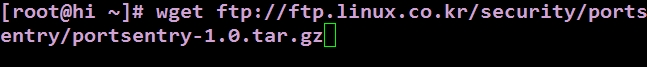 [root@hi ~]# wget ftp://ftp.linux.co.kr/security/ports
entry/portsentry-1.0.tar.gz